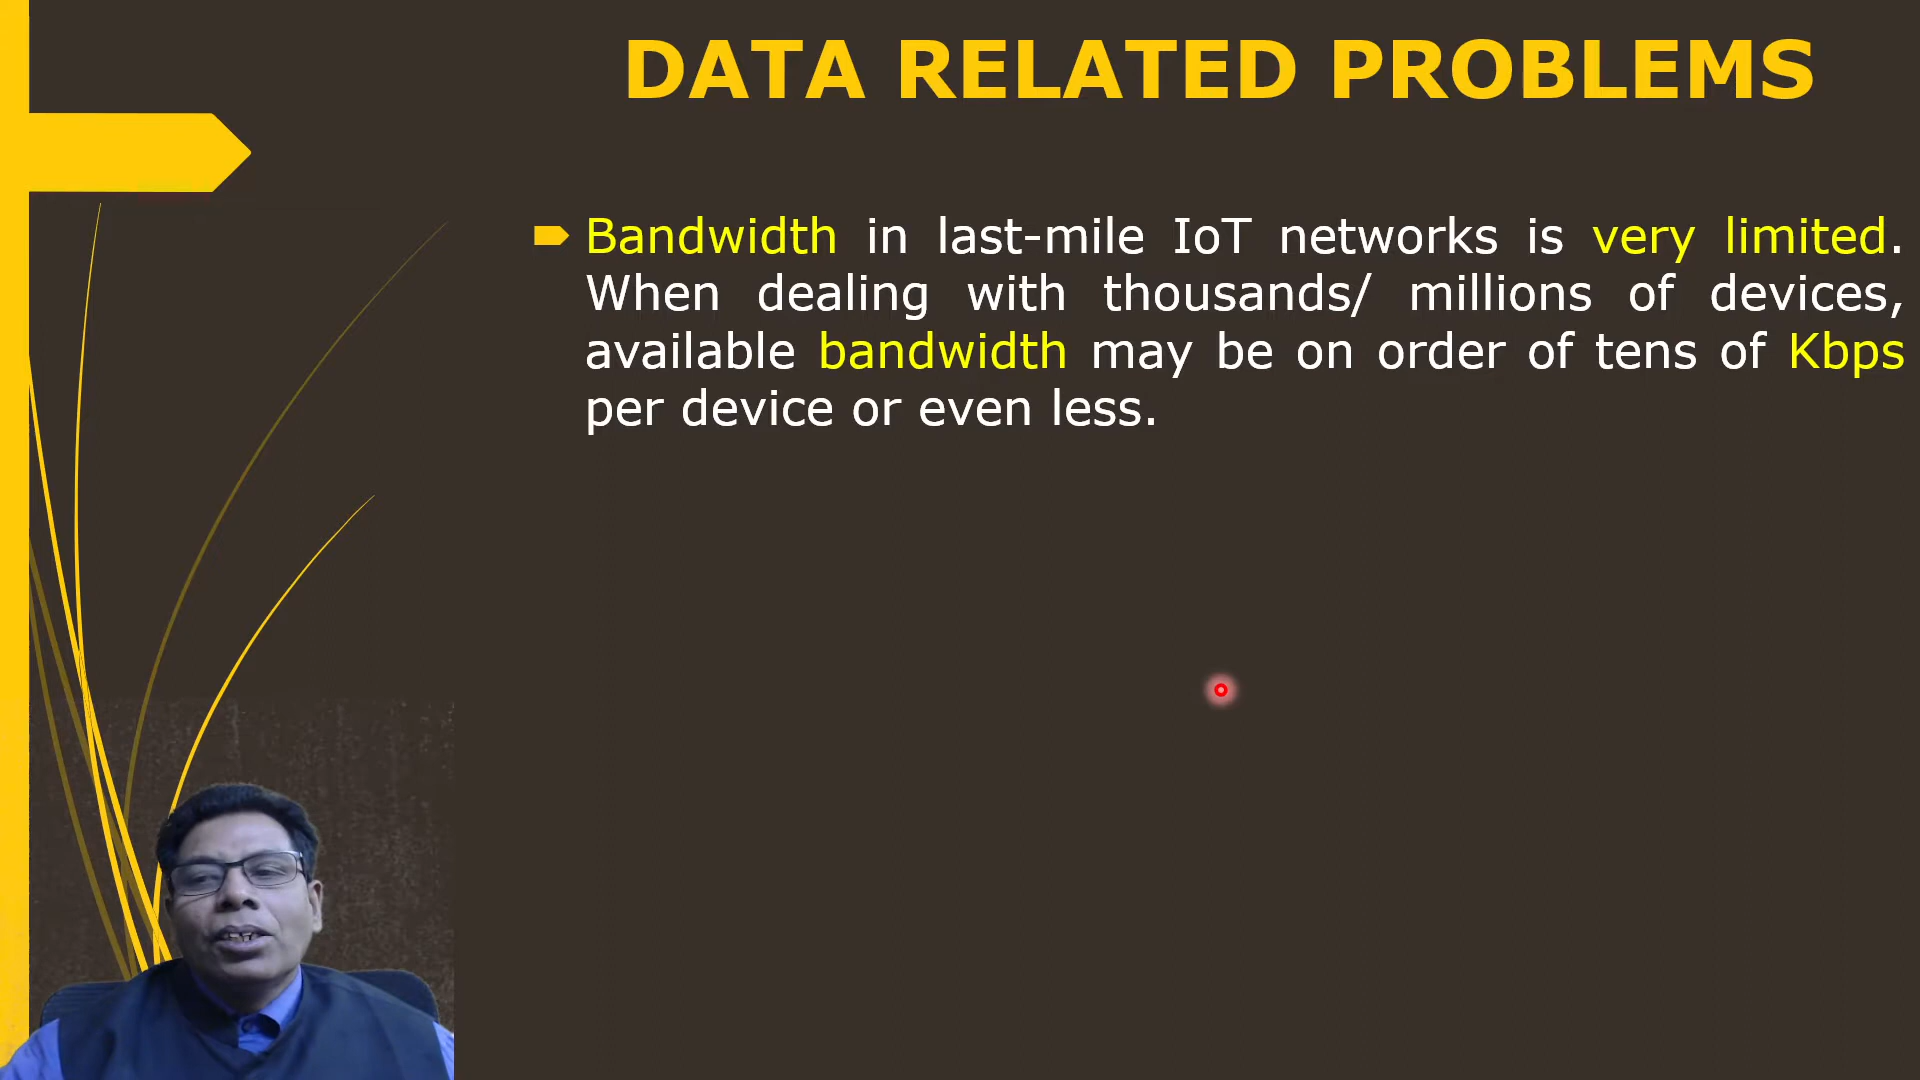 DATA RELATED PROBLEMS
Bandwidth in last-mile IoT networks is very limited.
When dealing with thousands/ millions of devices,
available bandwidth may be on order of tens of Kbps
per device or even less.